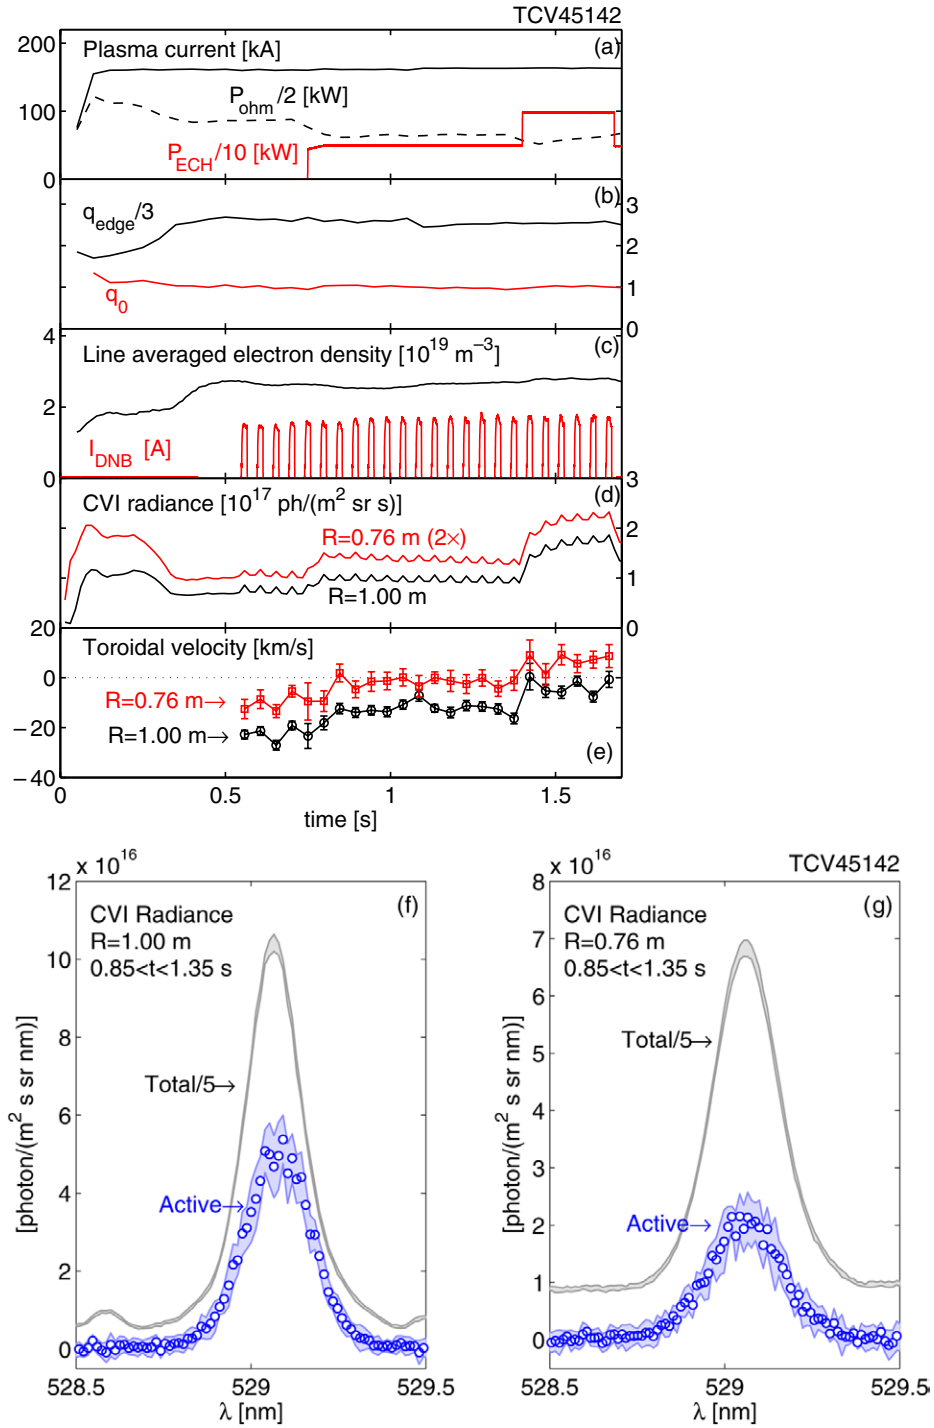 TCV45142
200
100
0
Plasma current [kA]
(a)
P_ohm/2 [kW]
P_ECH/10 [kW]
(b)
q_edge/3
q_0
3
2
1
0
4
2
0
(c)
Line averaged electron density [10^19 m^−3]
I_DNB [A]
3
2
1
0
(d)
CVI radiance [10^17 ph/(m^2 sr s)]
R=0.76 m (2×)
R=1.00 m
20
0
−20
−40
Toroidal velocity [km/s]
R=0.76 m→
R=1.00 m→
(e)
0 0.5 1 1.5
time [s]
x 10^16
12
10
8
6
4
2
0
[photon/(m^2 s sr nm)]
(f)
CVI Radiance
R=1.00 m
0.85<t<1.35 s
Total/5→
Active→
528.5 529 529.5
λ [nm]
x 10^16
TCV45142
8
7
6
5
4
3
2
1
0
[photon/(m^2 s sr nm)]
(g)
CVI Radiance
R=0.76 m
0.85<t<1.35 s
Total/5→
Active→
528.5 529 529.5
λ [nm]